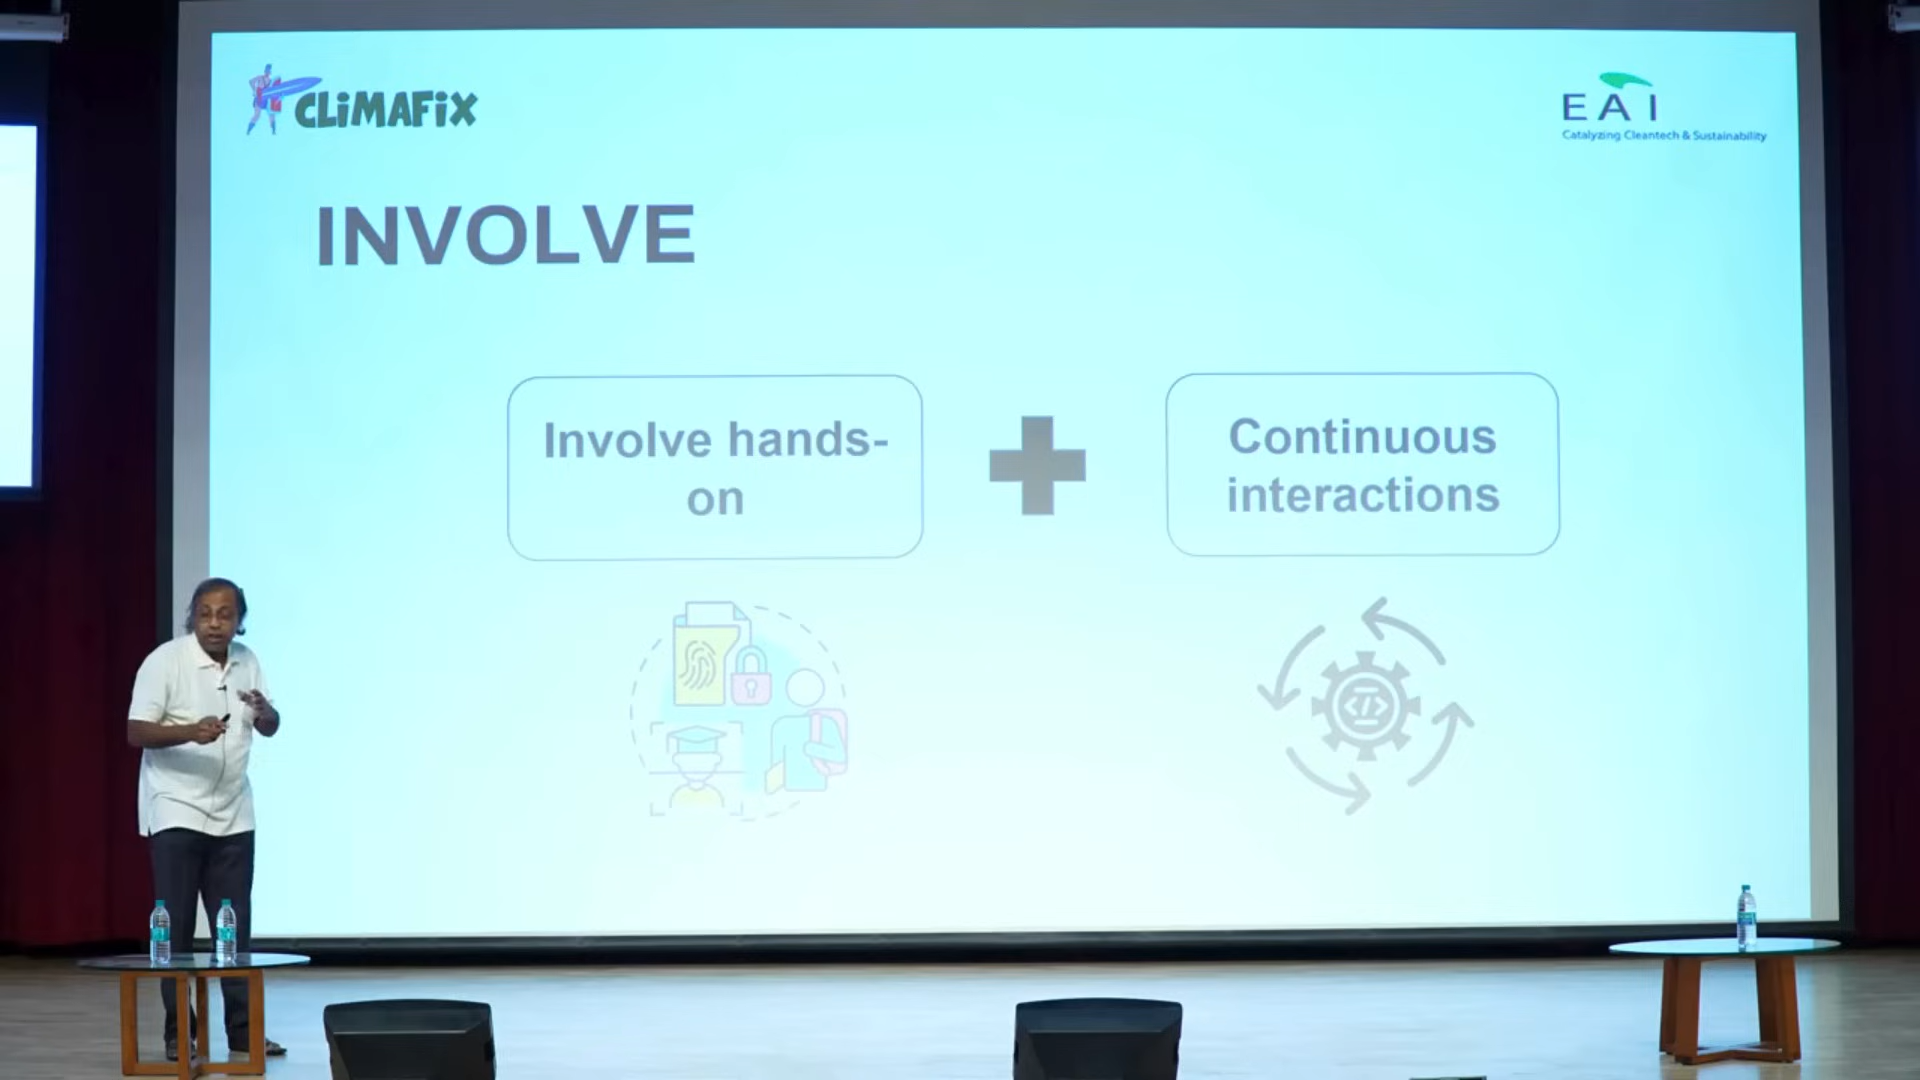 CLiMAFiX
EAI
Catalyzing Cleantech & Sustainability
INVOLVE
Involve hands-
on
Continuous
interactions